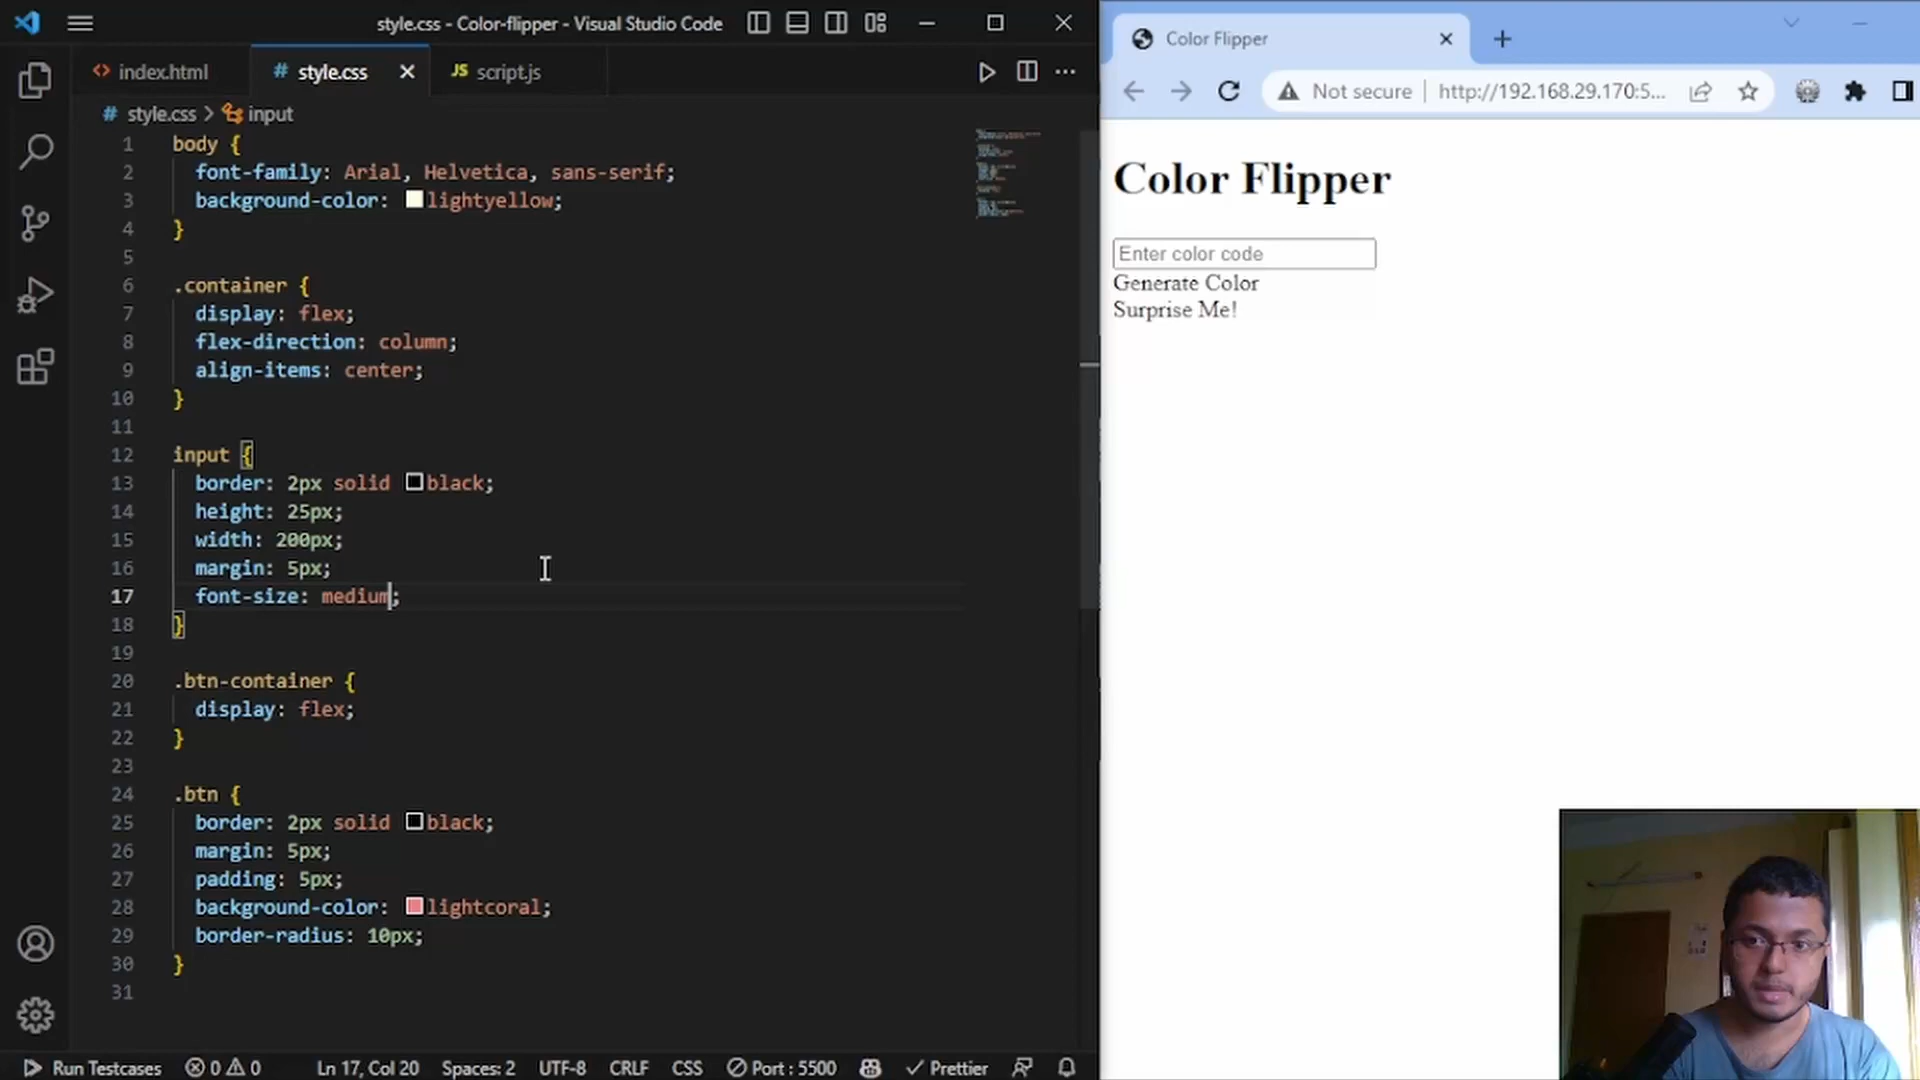 style.css - Color-flipper - Visual Studio Code
index.html
# style.css
JS script.js
# style.css > input
1 body {
2 font-family: Arial, Helvetica, sans-serif;
3 background-color: lightyellow;
4 }
5
6 .container {
7 display: flex;
8 flex-direction: column;
9 align-items: center;
10 }
11
12 input {
13 border: 2px solid black;
14 height: 25px;
15 width: 200px;
16 margin: 5px;
17 font-size: medium;
18 }
19
20 .btn-container {
21 display: flex;
22 }
23
24 .btn {
25 border: 2px solid black;
26 margin: 5px;
27 padding: 5px;
28 background-color: lightcoral;
29 border-radius: 10px;
30 }
31
Run Testcases 0 0 Ln 17, Col 20 Spaces: 2 UTF-8 CRLF CSS Port : 5500 Prettier
Color Flipper
Not secure http://192.168.29.170:5...
Color Flipper
Enter color code
Generate Color
Surprise Me!